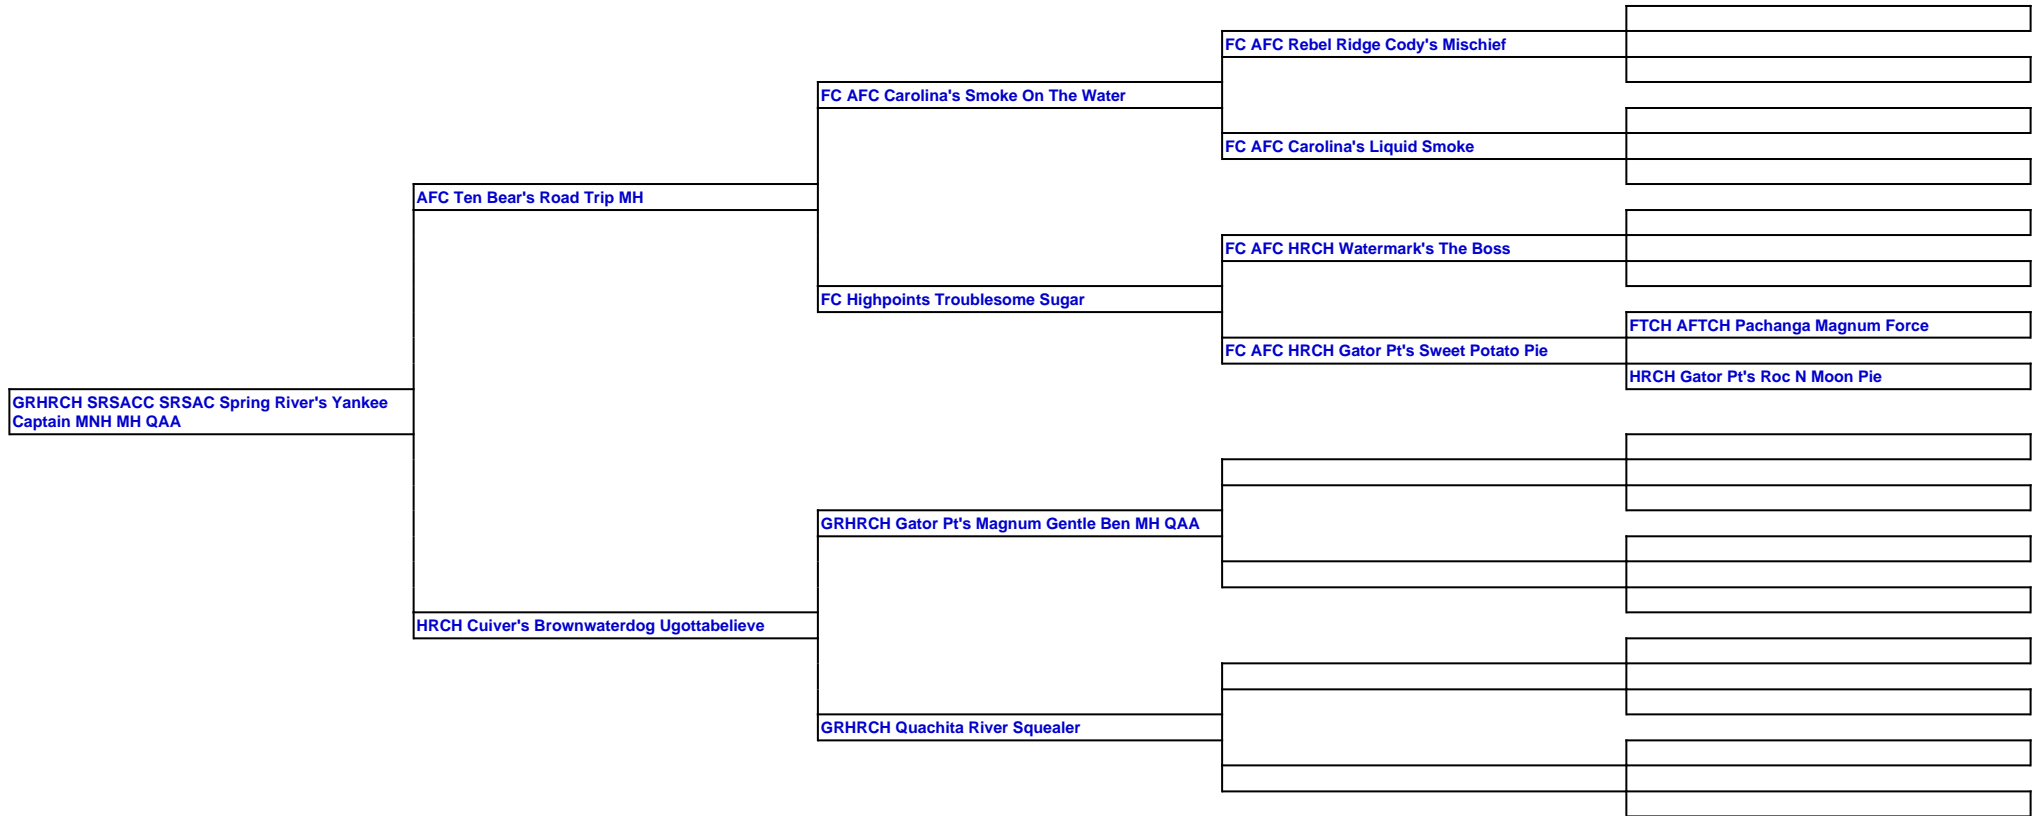 FC AFC Rebel Ridge Cody's Mischief
FC AFC Carolina's Smoke On The Water
FC AFC Carolina's Liquid Smoke
AFC Ten Bear's Road Trip MH
FC AFC HRCH Watermark's The Boss
FC Highpoints Troublesome Sugar
FTCH AFTCH Pachanga Magnum Force
FC AFC HRCH Gator Pt's Sweet Potato Pie
HRCH Gator Pt's Roc N Moon Pie
GRHRCH SRSACC SRSAC Spring River's Yankee
Captain MNH MH QAA
GRHRCH Gator Pt's Magnum Gentle Ben MH QAA
HRCH Cuiver's Brownwaterdog Ugottabelieve
GRHRCH Quachita River Squealer